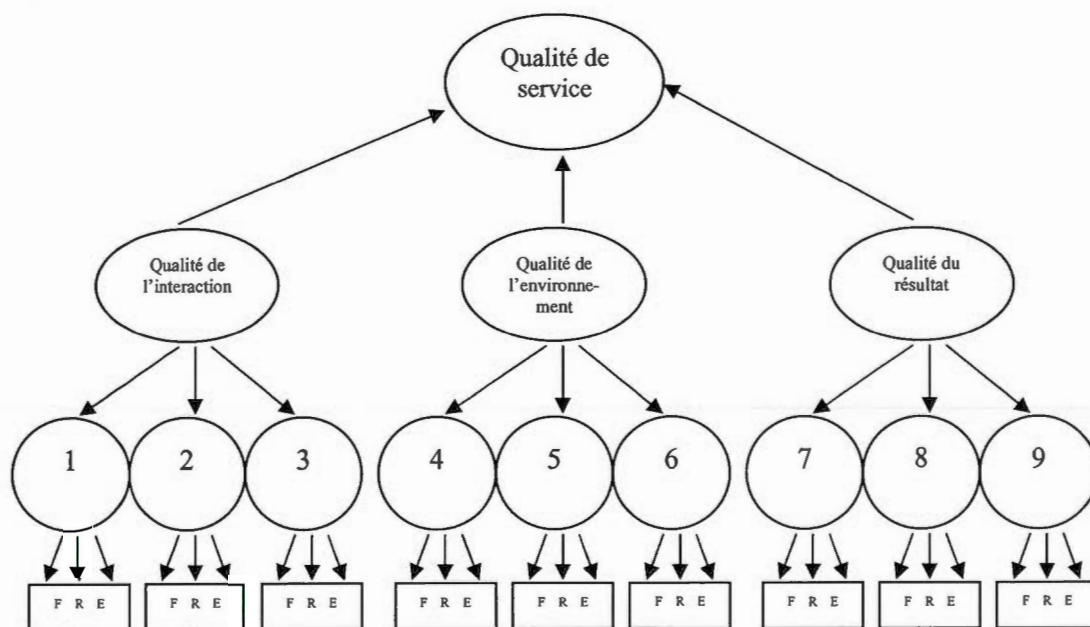 Qualité de
service
Qualité de
l'interaction
Qualité de
l'environne-
ment
Qualité du
résultat
1 2 3 4 5 6 7 8 9
F R E F R E F R E F R E F R E F R E F R E F R E F R E